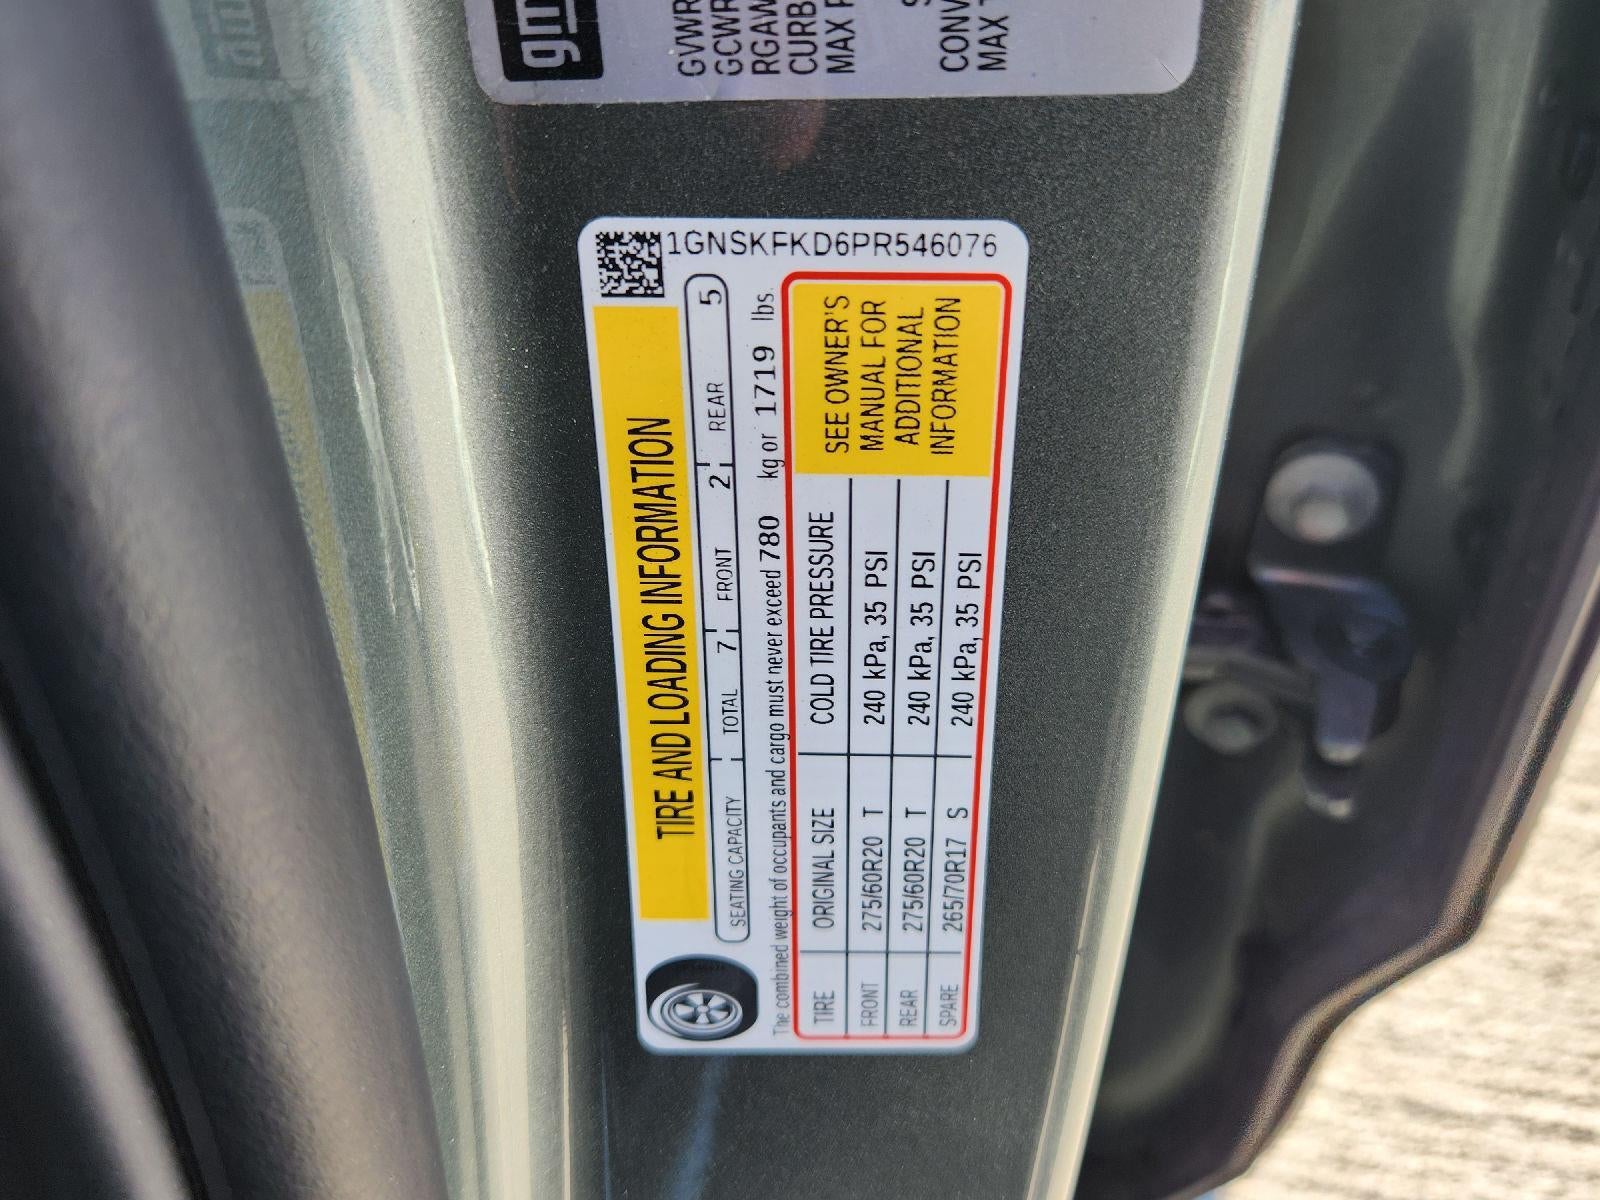 gm
GVWR
GCWR
RGAW
CURB
MAX P
S
CONV
MAX T
1GNSKFKD6PR546076
TIRE AND LOADING INFORMATION
SEATING CAPACITY TOTAL 7 FRONT 2 REAR 5
The combined weight of occupants and cargo must never exceed 780 kg or 1719 lbs.
TIRE ORIGINAL SIZE COLD TIRE PRESSURE
FRONT 275/60R20 T 240 kPa, 35 PSI
REAR 275/60R20 T 240 kPa, 35 PSI
SPARE 265/70R17 S 240 kPa, 35 PSI
SEE OWNER'S
MANUAL FOR
ADDITIONAL
INFORMATION